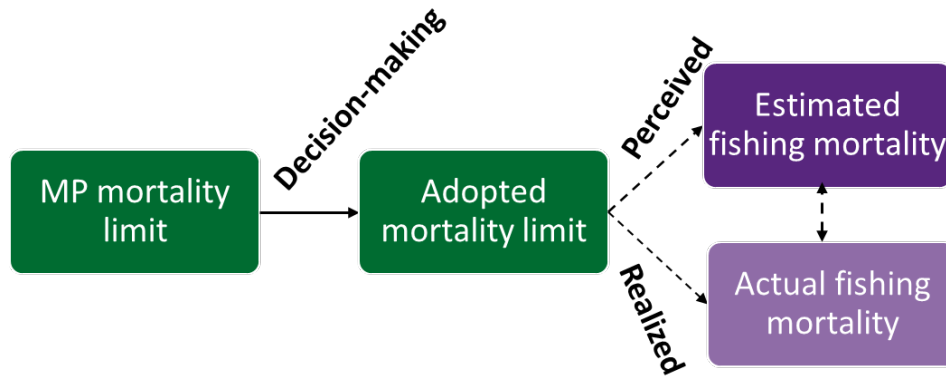 MP mortality
limit
Decision-making
Adopted
mortality limit
Perceived
Estimated
fishing mortality
Realized
Actual fishing
mortality